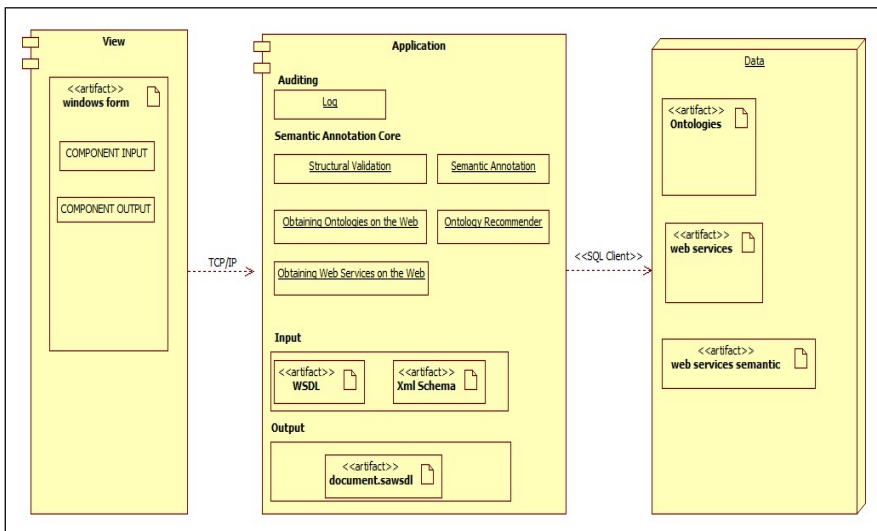 View
<<artifact>>
windows form
COMPONENT INPUT
COMPONENT OUTPUT
TCP/IP
Application
Auditing
Log
Semantic Annotation Core
Structural Validation
Semantic Annotation
Obtaining Ontologies on the Web
Ontology Recommender
Obtaining Web Services on the Web
Input
<<artifact>>
WSDL
<<artifact>>
Xml Schema
Output
<<artifact>>
document.sawsdl
<<SQL Client>>
Data
<<artifact>>
Ontologies
<<artifact>>
web services
<<artifact>>
web services semantic